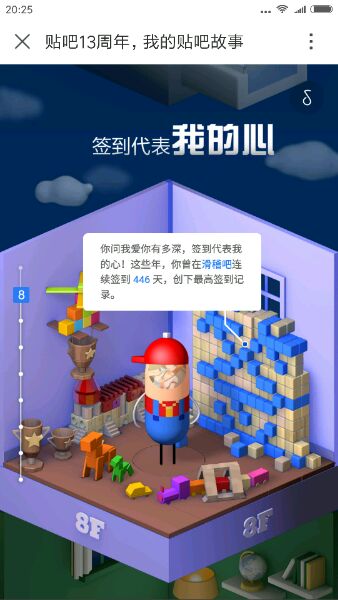 20:25
贴吧13周年，我的贴吧故事
签到代表我的心
你问我爱你有多深，签到代表我
的心！这些年，你曾在滑稽吧连
续签到 446 天，创下最高签到记
录。
8
8F
8F